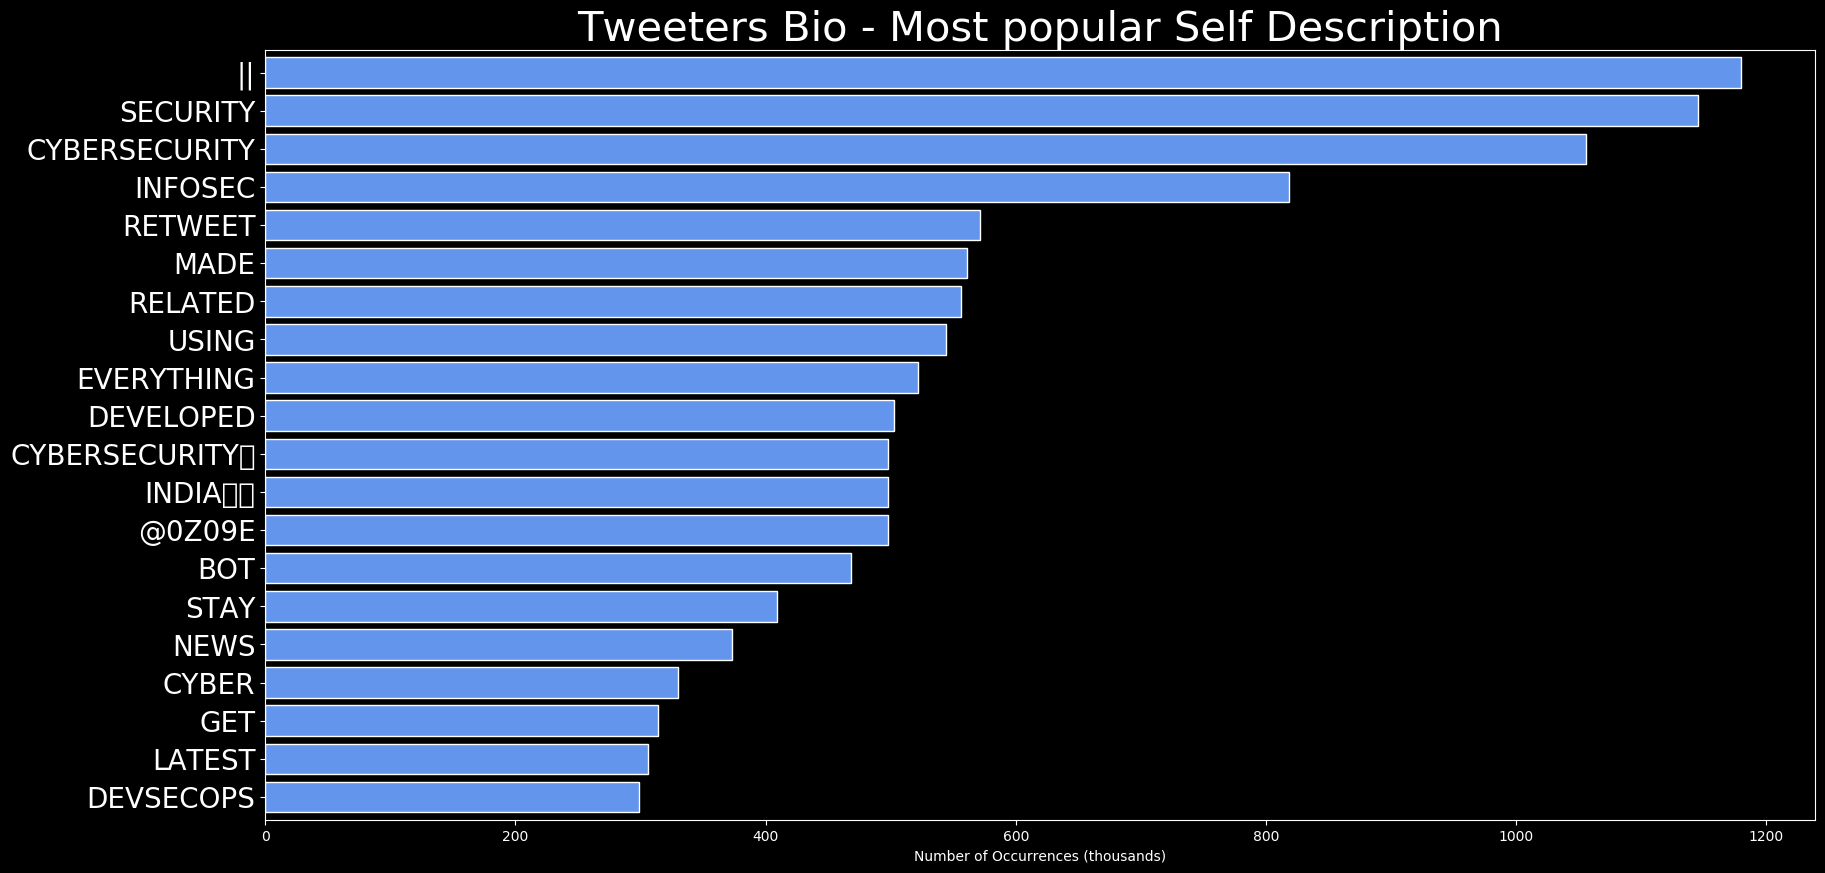 Tweeters Bio - Most popular Self Description
||
SECURITY
CYBERSECURITY
INFOSEC
RETWEET
MADE
RELATED
USING
EVERYTHING
DEVELOPED
CYBERSECURITY▯
INDIA▯▯
@0Z09E
BOT
STAY
NEWS
CYBER
GET
LATEST
DEVSECOPS
0 200 400 600 800 1000 1200
Number of Occurrences (thousands)